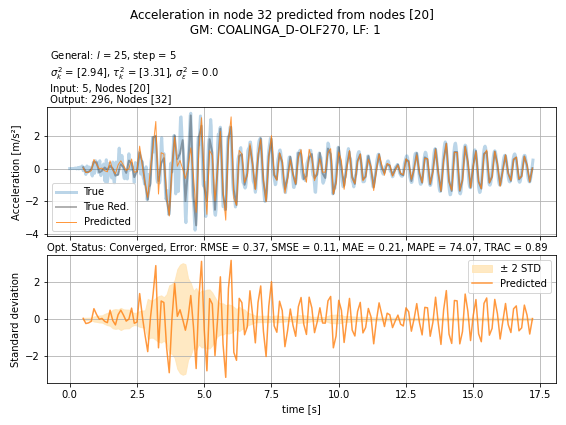 Acceleration in node 32 predicted from nodes [20]
GM: COALINGA_D-OLF270, LF: 1
General: l = 25, step = 5
σ²ₖ = [2.94], τ²ₖ = [3.31], σ²ε = 0.0
Input: 5, Nodes [20]
Output: 296, Nodes [32]
Acceleration [m/s²]
2
0
−2
−4
True
True Red.
Predicted
Opt. Status: Converged, Error: RMSE = 0.37, SMSE = 0.11, MAE = 0.21, MAPE = 74.07, TRAC = 0.89
Standard deviation
2
0
−2
± 2 STD
Predicted
0.0 2.5 5.0 7.5 10.0 12.5 15.0 17.5
time [s]